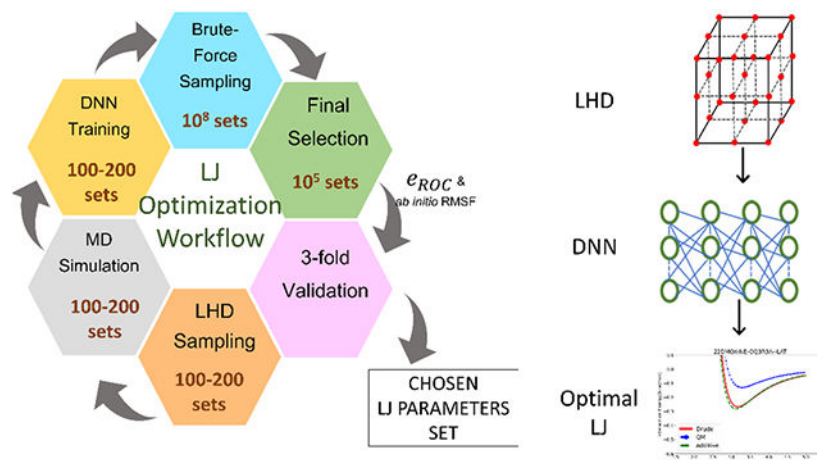 Brute-
Force
Sampling
10⁸ sets
DNN
Training
100-200
sets
Final
Selection
10⁵ sets
LJ
Optimization
Workflow
e_ROC &
ab initio RMSF
MD
Simulation
100-200
sets
3-fold
Validation
LHD
Sampling
100-200
sets
CHOSEN
LJ PARAMETERS
SET
LHD
DNN
Optimal
LJ
Drude
QM
additive